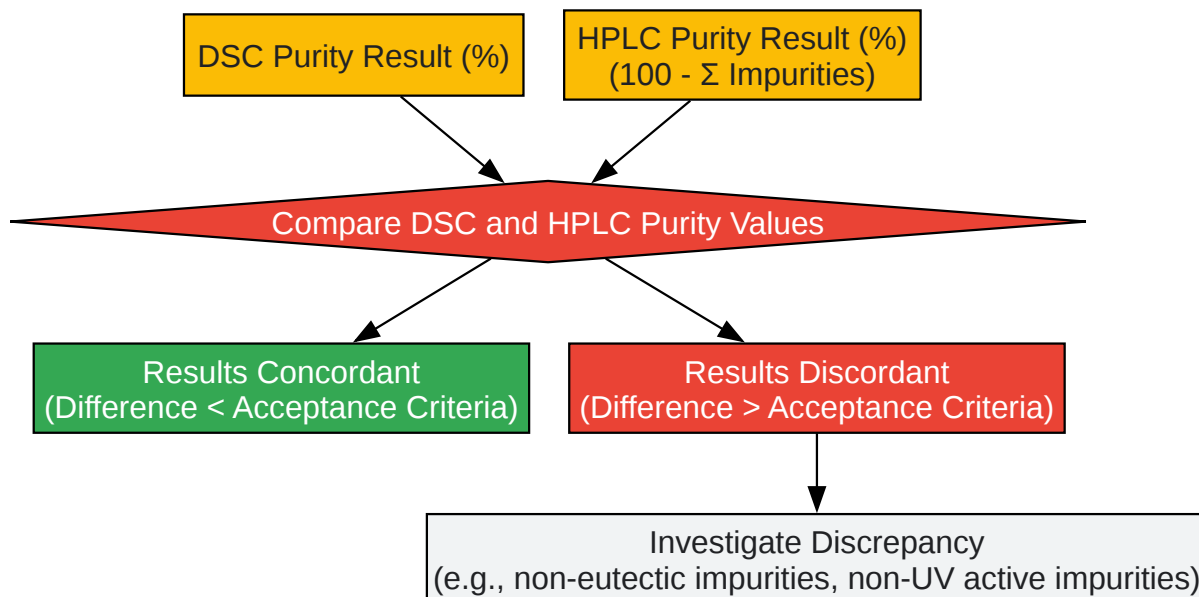 DSC Purity Result (%)
HPLC Purity Result (%)
(100 - Σ Impurities)
Compare DSC and HPLC Purity Values
Results Concordant
(Difference < Acceptance Criteria)
Results Discordant
(Difference > Acceptance Criteria)
Investigate Discrepancy
(e.g., non-eutectic impurities, non-UV active impurities)